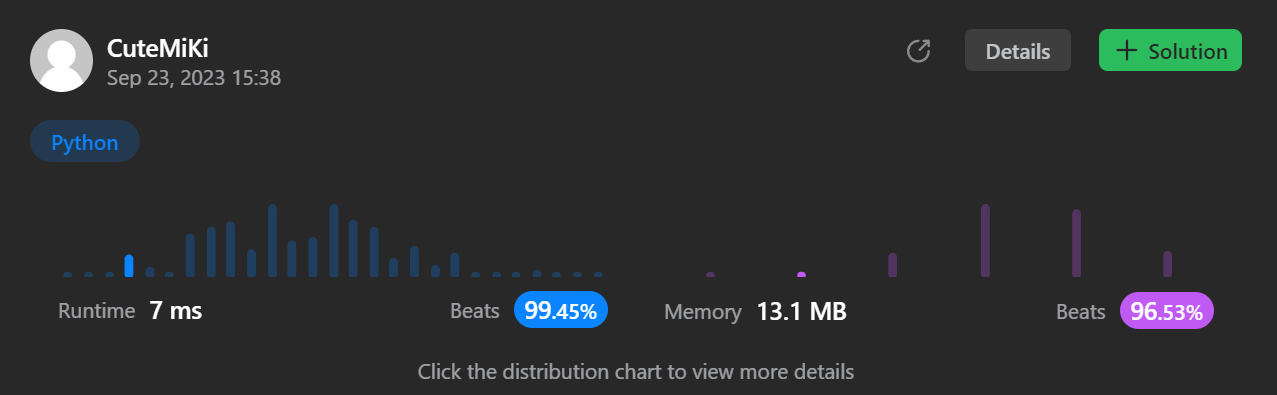 CuteMiKi
Sep 23, 2023 15:38
Details
+ Solution
Python
Runtime 7 ms
Beats 99.45%
Memory 13.1 MB
Beats 96.53%
Click the distribution chart to view more details